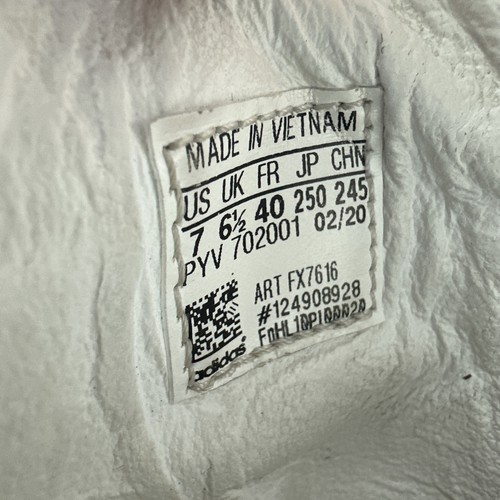 MADE IN VIETNAM
US UK FR JP CHN
7 6½ 40 250 245
PYV 702001 02/20
ART FX7616
#124908928
adidas